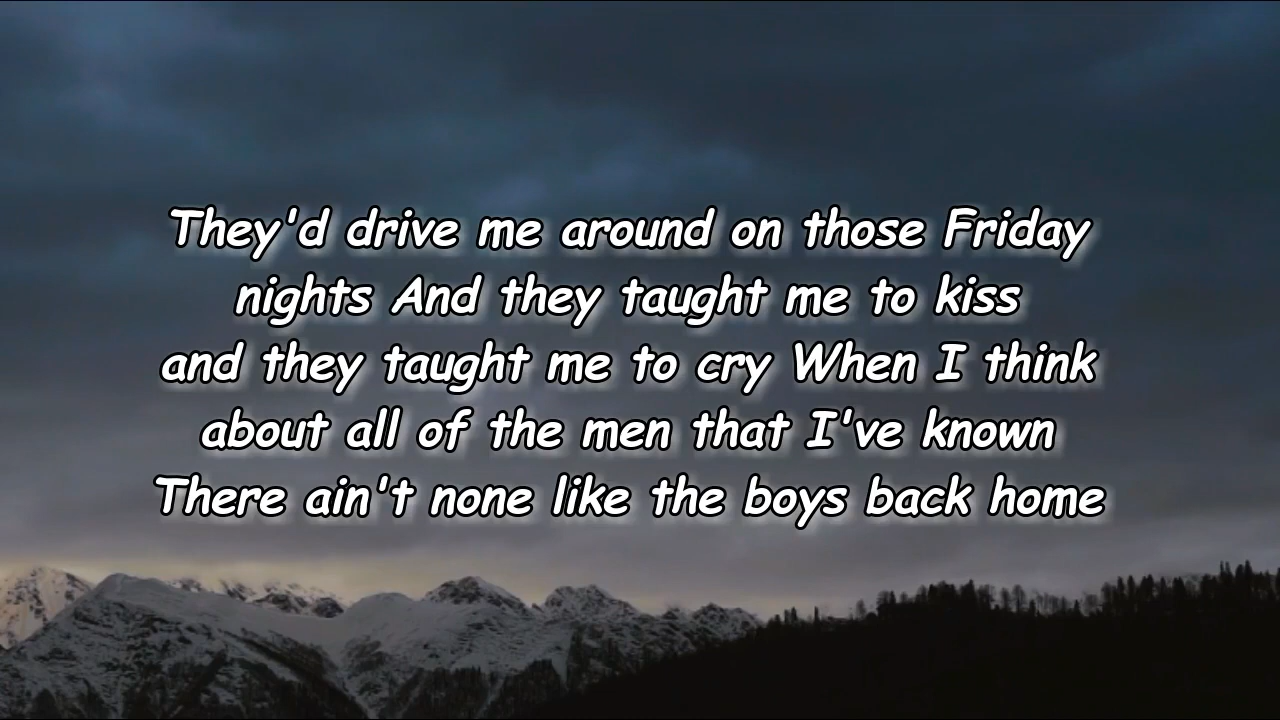 They'd drive me around on those Friday
nights And they taught me to kiss
and they taught me to cry When I think
about all of the men that I've known
There ain't none like the boys back home